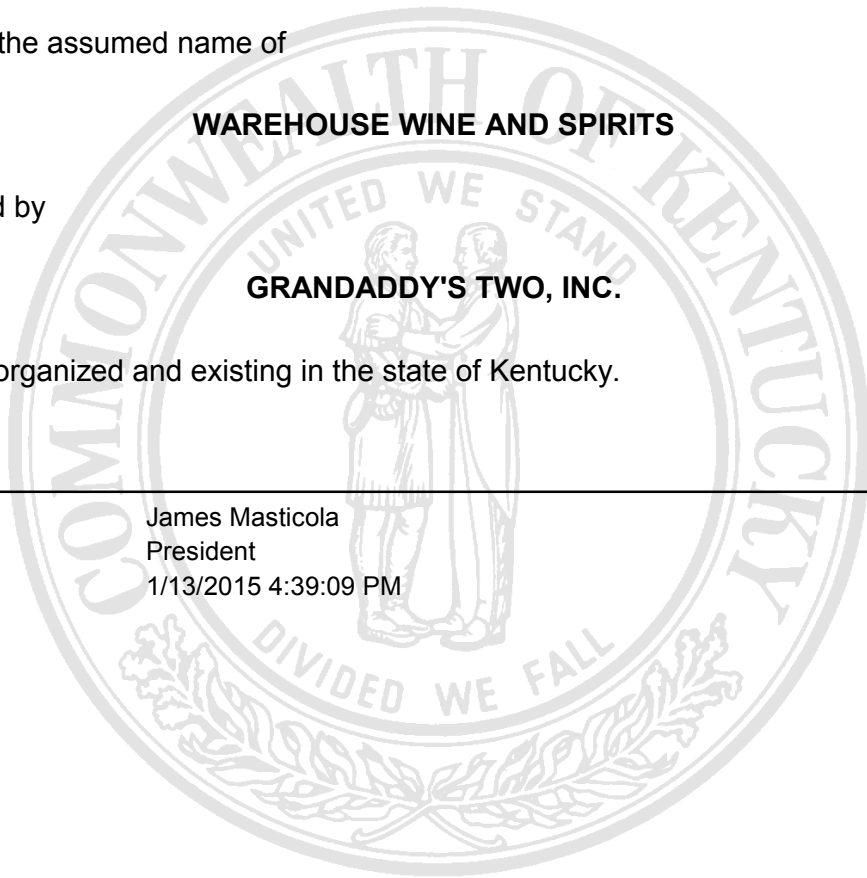 the assumed name of
WAREHOUSE WINE AND SPIRITS
d by
GRANDADDY'S TWO, INC.
organized and existing in the state of Kentucky.
James Masticola
President
1/13/2015 4:39:09 PM
COMMONWEALTH OF KENTUCKY
UNITED WE STAND
DIVIDED WE FALL